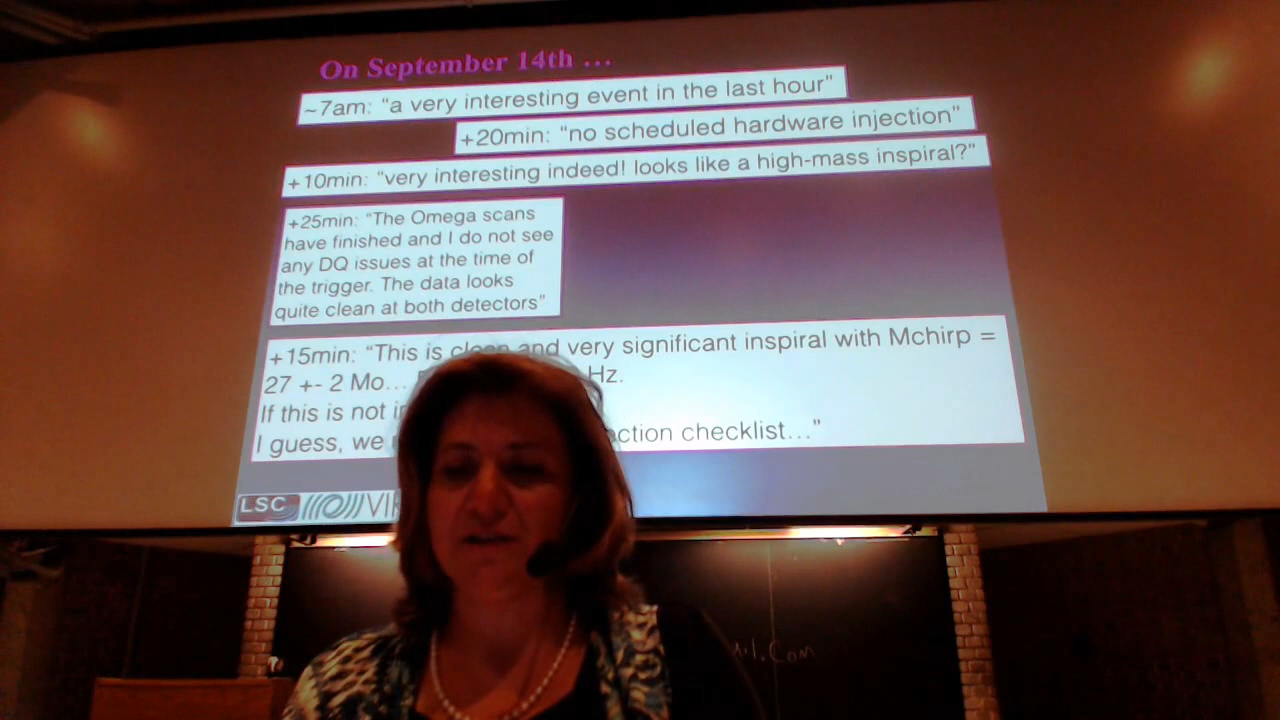 On September 14th ...
~7am: “a very interesting event in the last hour”
+20min: “no scheduled hardware injection”
+10min: “very interesting indeed! looks like a high-mass inspiral?”
+25min: “The Omega scans
have finished and I do not see
any DQ issues at the time of
the trigger. The data looks
quite clean at both detectors”
+15min: “This is clean and very significant inspiral with Mchirp =
27 +- 2 Mo... Hz.
If this is not
I guess, we checklist...”
LSC
.Com